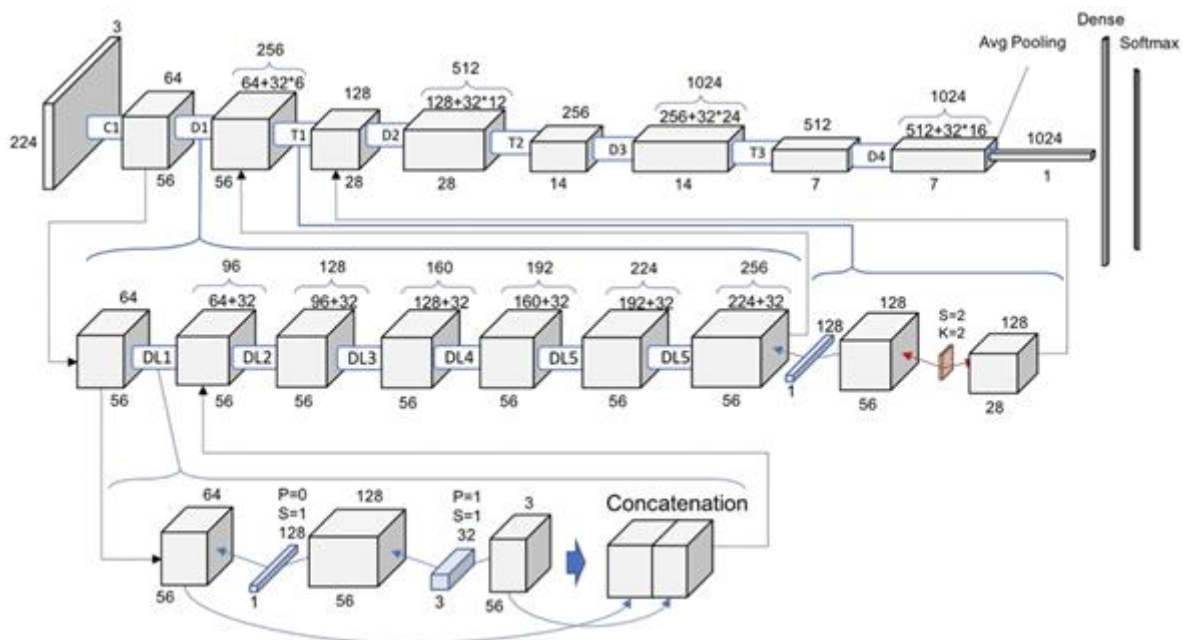 3
Dense
Softmax
Avg Pooling
64
256
64+32*6
128
512
128+32*12
256
1024
256+32*24
512
1024
512+32*16
1024
224
C1
D1
T1
D2
T2
D3
T3
D4
56
56
28
28
14
14
7
7
1
64
96
64+32
128
96+32
160
128+32
192
160+32
224
192+32
256
224+32
128
128
S=2
K=2
128
DL1
DL2
DL3
DL4
DL5
DL5
56
56
56
56
56
56
56
1
56
28
64
P=0
S=1
128
128
P=1
S=1
32
3
Concatenation
56
1
56
3
56